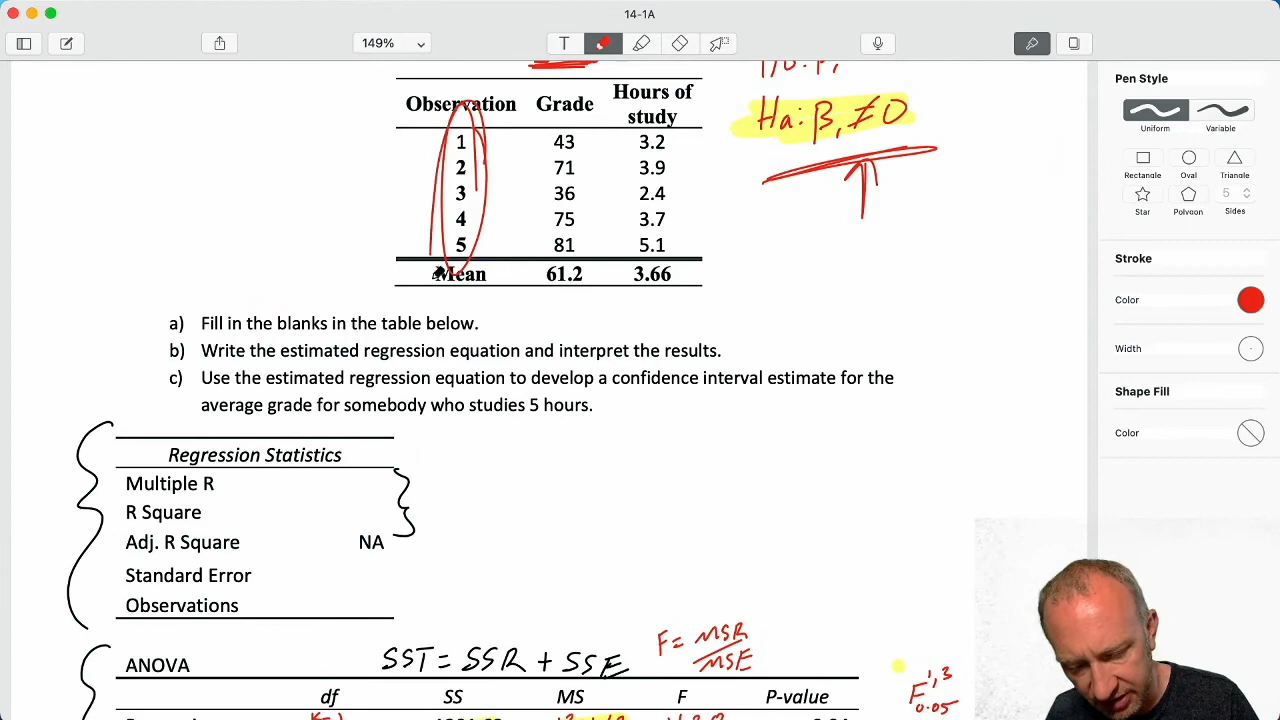 14-1A
149%
T
Ha: β₁ ≠ 0
Observation Grade Hours of study
1 43 3.2
2 71 3.9
3 36 2.4
4 75 3.7
5 81 5.1
Mean 61.2 3.66
a) Fill in the blanks in the table below.
b) Write the estimated regression equation and interpret the results.
c) Use the estimated regression equation to develop a confidence interval estimate for the
average grade for somebody who studies 5 hours.
Regression Statistics
Multiple R
R Square
Adj. R Square NA
Standard Error
Observations
ANOVA SST = SSR + SSE F = MSR/MSE
df SS MS F P-value
F 1,3 0.05
Pen Style
Uniform Variable
Rectangle Oval Triangle
Star Polygon 5 Sides
Stroke
Color
Width
Shape Fill
Color